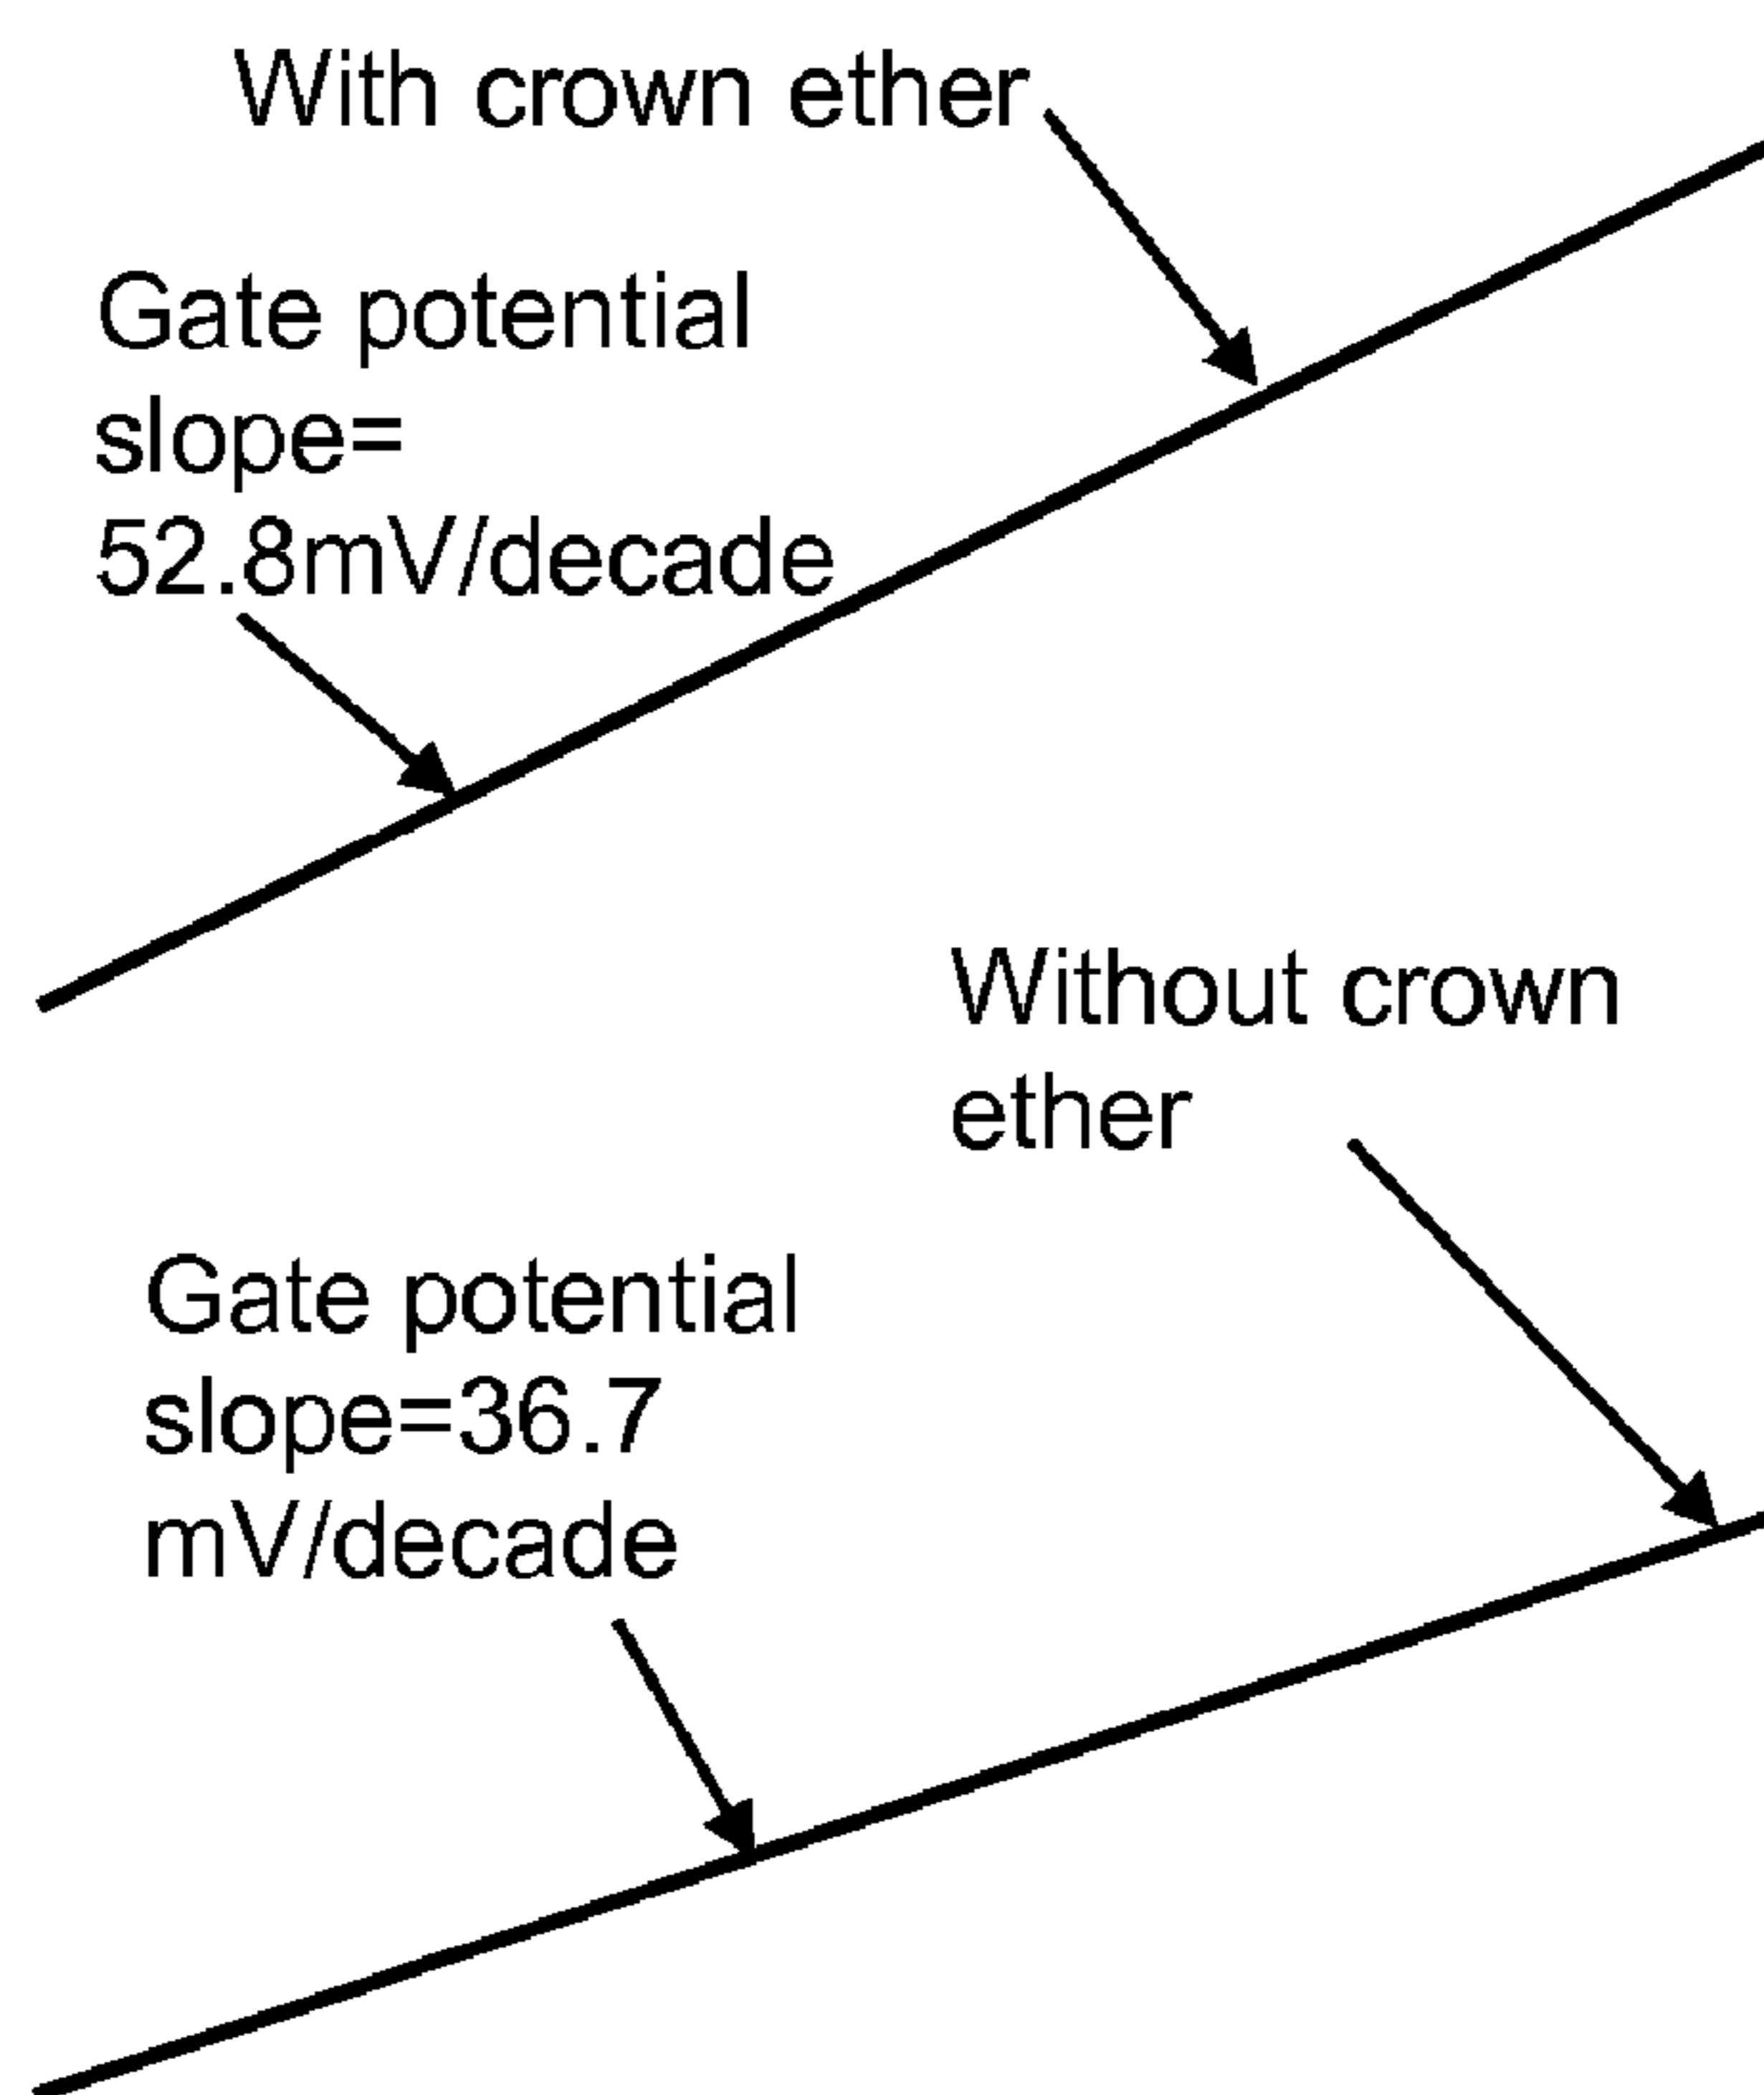 With crown ether
Gate potential
slope=
52.8mV/decade
Without crown
ether
Gate potential
slope=36.7
mV/decade